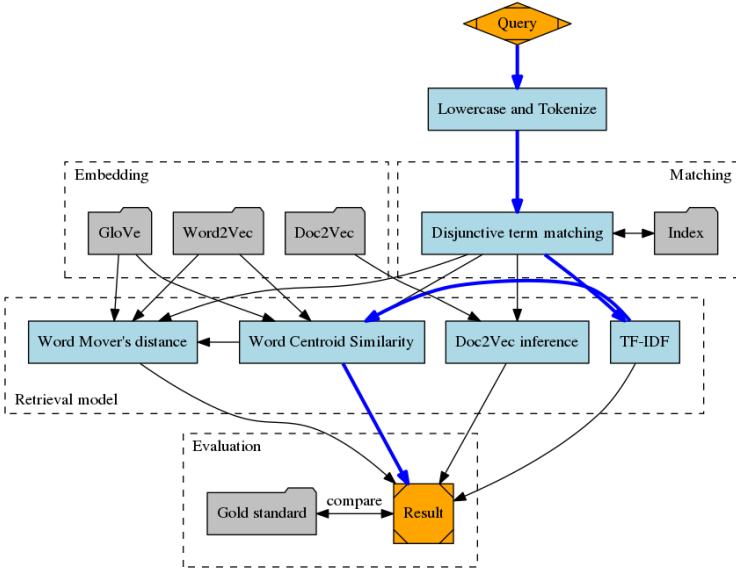 Query
Lowercase and Tokenize
Embedding
Matching
GloVe
Word2Vec
Doc2Vec
Disjunctive term matching
Index
Word Mover's distance
Word Centroid Similarity
Doc2Vec inference
TF-IDF
Retrieval model
Evaluation
Gold standard
compare
Result